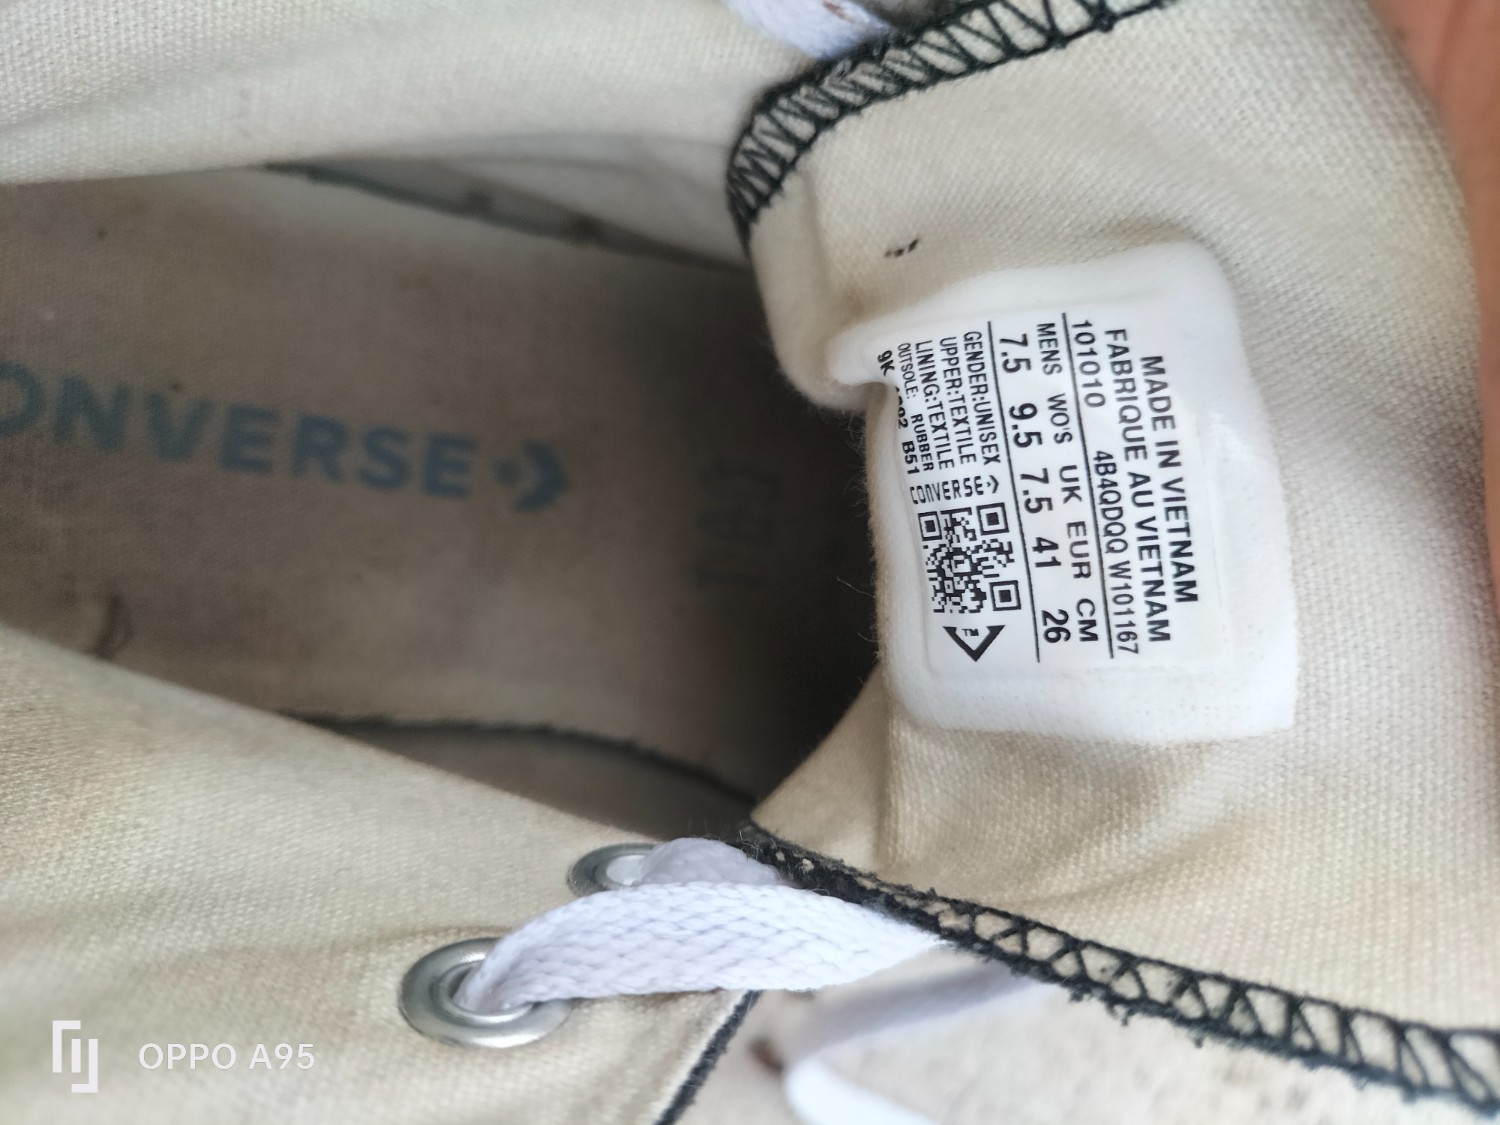 CONVERSE
MADE IN VIETNAM
FABRIQUE AU VIETNAM
101010 4B4QDQQ W101167
MENS WO'S UK EUR CM
7.5 9.5 7.5 41 26
GENDER:UNISEX
UPPER:TEXTILE
LINING:TEXTILE
OUTSOLE: RUBBER
B51
CONVERSE
OPPO A95